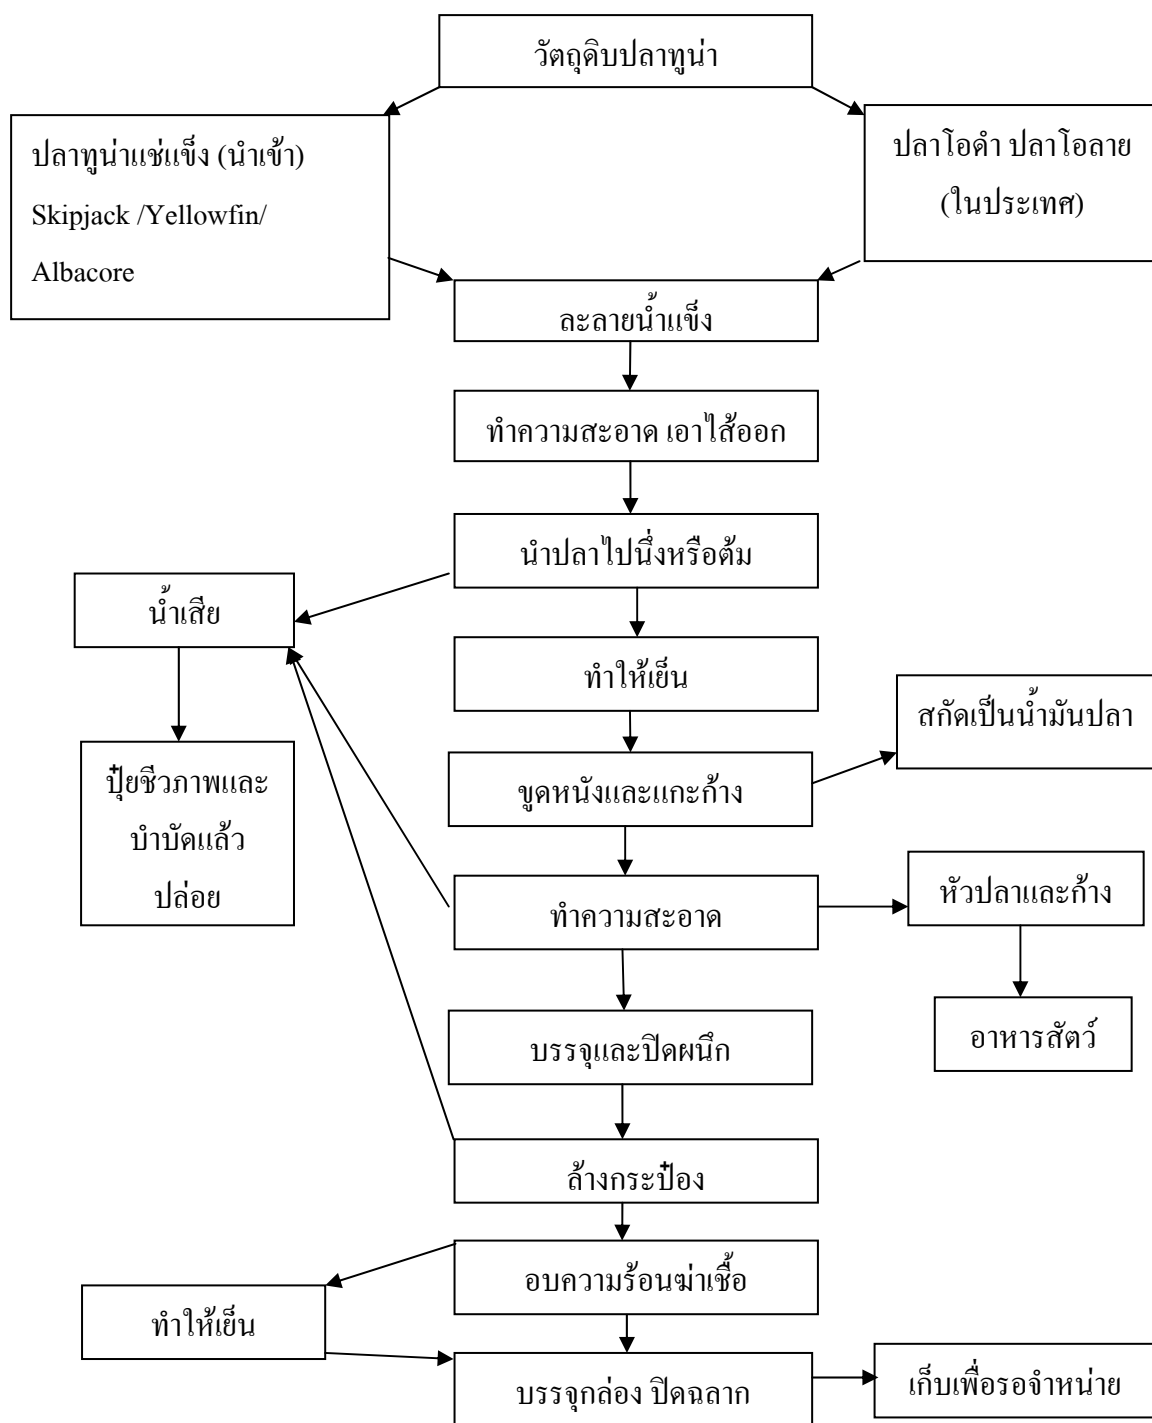 วัตถุดิบปลาทูน่า
ปลาทูน่าแช่แข็ง (นำเข้า)
Skipjack /Yellowfin/
Albacore
ปลาโอดำ ปลาโอลาย
(ในประเทศ)
ละลายน้ำแข็ง
ทำความสะอาด เอาไส้ออก
นำปลาไปนึ่งหรือต้ม
น้ำเสีย
ทำให้เย็น
สกัดเป็นน้ำมันปลา
ปุ๋ยชีวภาพและ
บำบัดแล้ว
ปล่อย
ขูดหนังและแกะก้าง
หัวปลาและก้าง
ทำความสะอาด
อาหารสัตว์
บรรจุและปิดผนึก
ล้างกระป๋อง
อบความร้อนฆ่าเชื้อ
ทำให้เย็น
บรรจุกล่อง ปิดฉลาก
เก็บเพื่อรอจำหน่าย